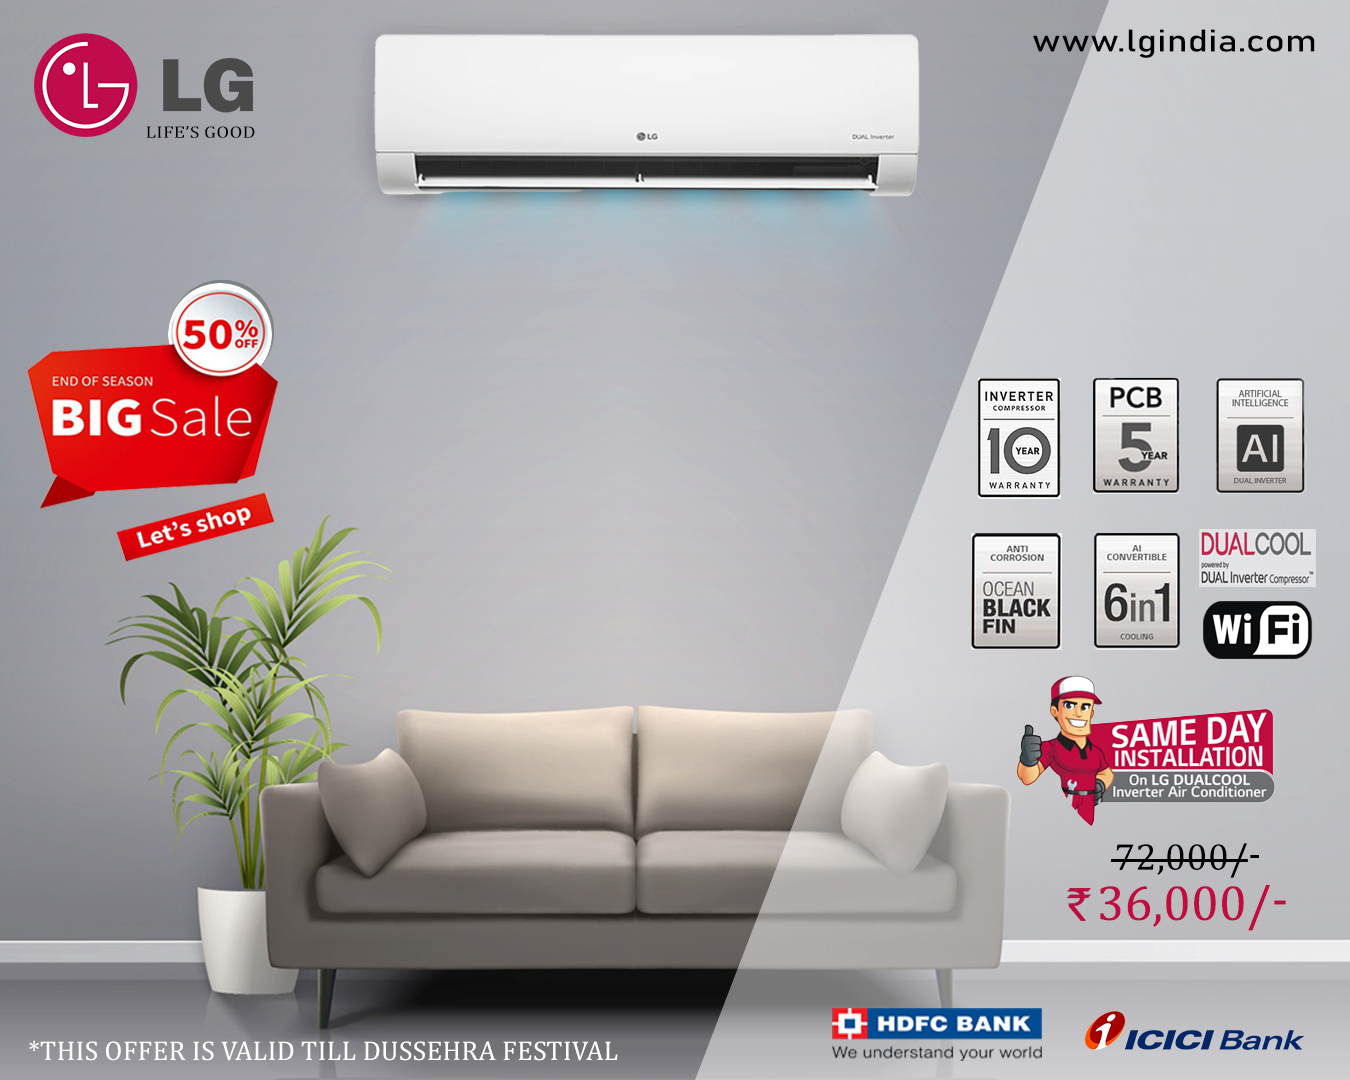 LG
LIFE'S GOOD
www.lgindia.com
LG
DUAL Inverter
50% OFF
END OF SEASON
BIG Sale
Let's shop
INVERTER
COMPRESSOR
10 YEAR
WARRANTY
PCB
5 YEAR
WARRANTY
ARTIFICIAL
INTELLIGENCE
AI
DUAL INVERTER
ANTI
CORROSION
OCEAN
BLACK
FIN
AI
CONVERTIBLE
6in1
COOLING
DUALCOOL
powered by
DUAL Inverter Compressor™
Wi Fi
SAME DAY
INSTALLATION
On LG DUALCOOL
Inverter Air Conditioner
72,000/-
₹36,000/-
HDFC BANK
We understand your world
ICICI Bank
*THIS OFFER IS VALID TILL DUSSEHRA FESTIVAL